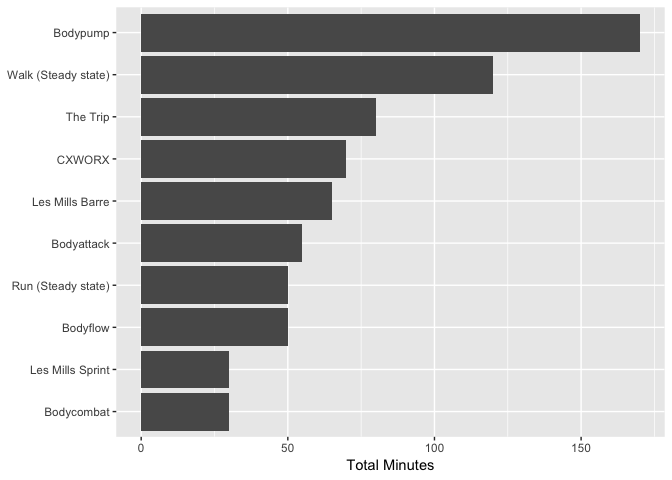 Bodypump
Walk (Steady state)
The Trip
CXWORX
Les Mills Barre
Bodyattack
Run (Steady state)
Bodyflow
Les Mills Sprint
Bodycombat
0 50 100 150
Total Minutes